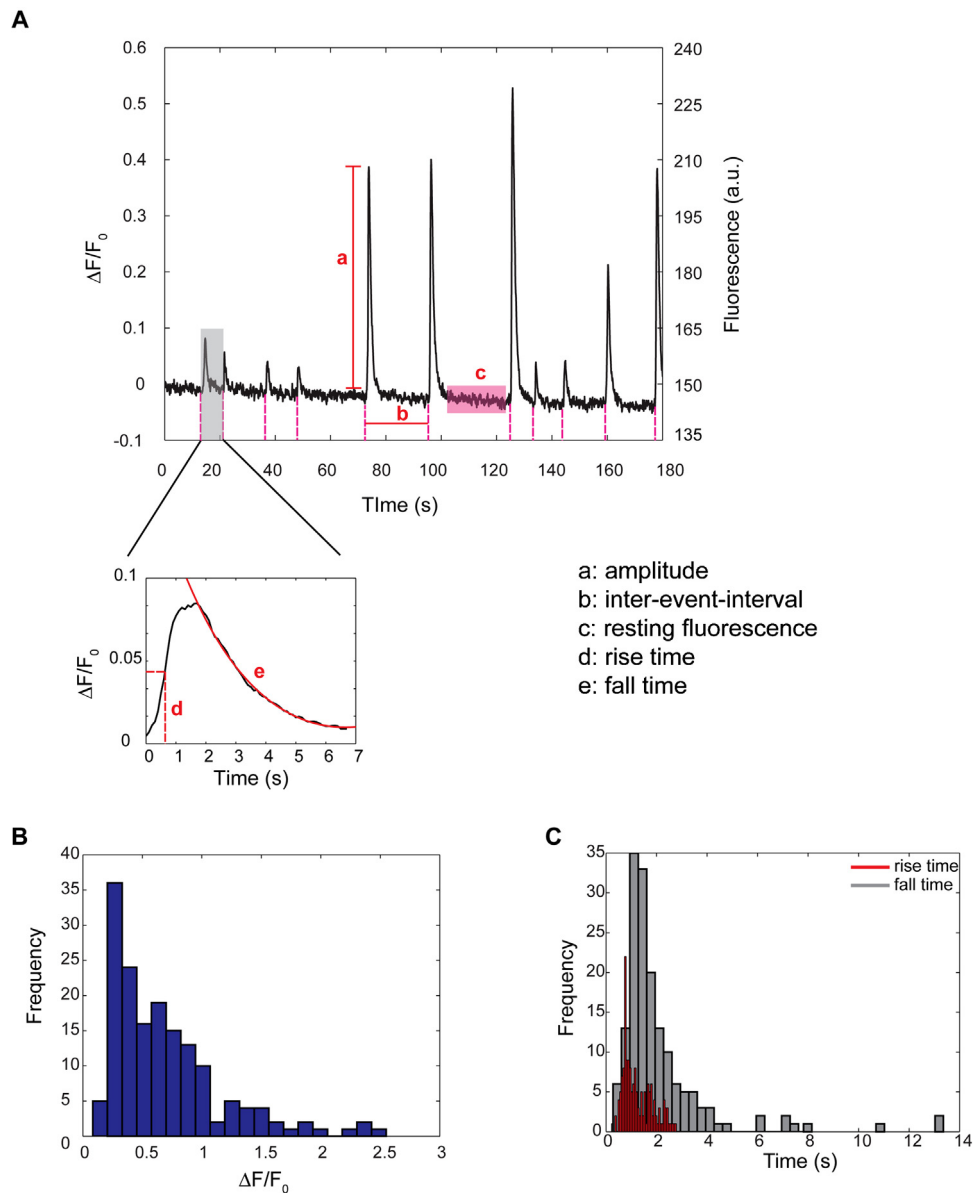 A
0.6
0.5
0.4
0.3
0.2
0.1
0
-0.1
ΔF/F0
240
225
210
195
180
165
150
135
Fluorescence (a.u.)
a
b
c
0 20 40 60 80 100 120 140 160 180
TIme (s)
0.1
0.05
0
ΔF/F0
d
e
0 1 2 3 4 5 6 7
Time (s)
a: amplitude
b: inter-event-interval
c: resting fluorescence
d: rise time
e: fall time
B
40
35
30
25
20
15
10
5
0
Frequency
0 0.5 1 1.5 2 2.5 3
ΔF/F0
C
35
30
25
20
15
10
5
0
Frequency
rise time
fall time
0 2 4 6 8 10 12 14
Time (s)